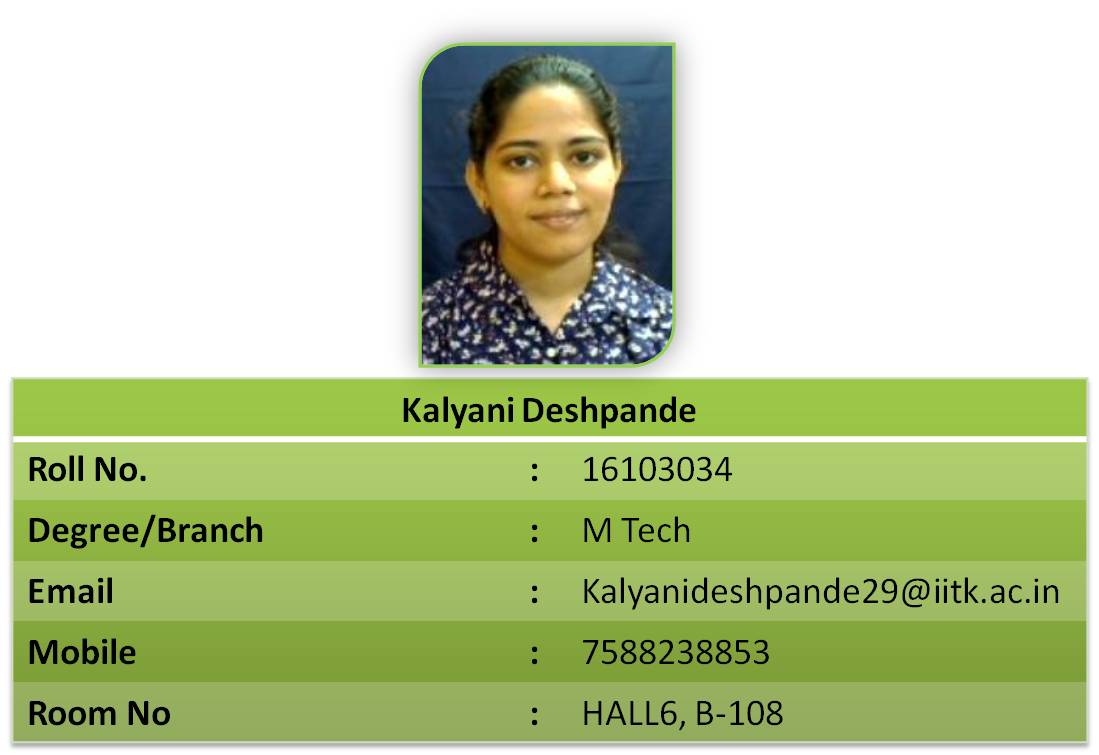 Kalyani Deshpande
Roll No. : 16103034
Degree/Branch : M Tech
Email : Kalyanideshpande29@iitk.ac.in
Mobile : 7588238853
Room No : HALL6, B-108